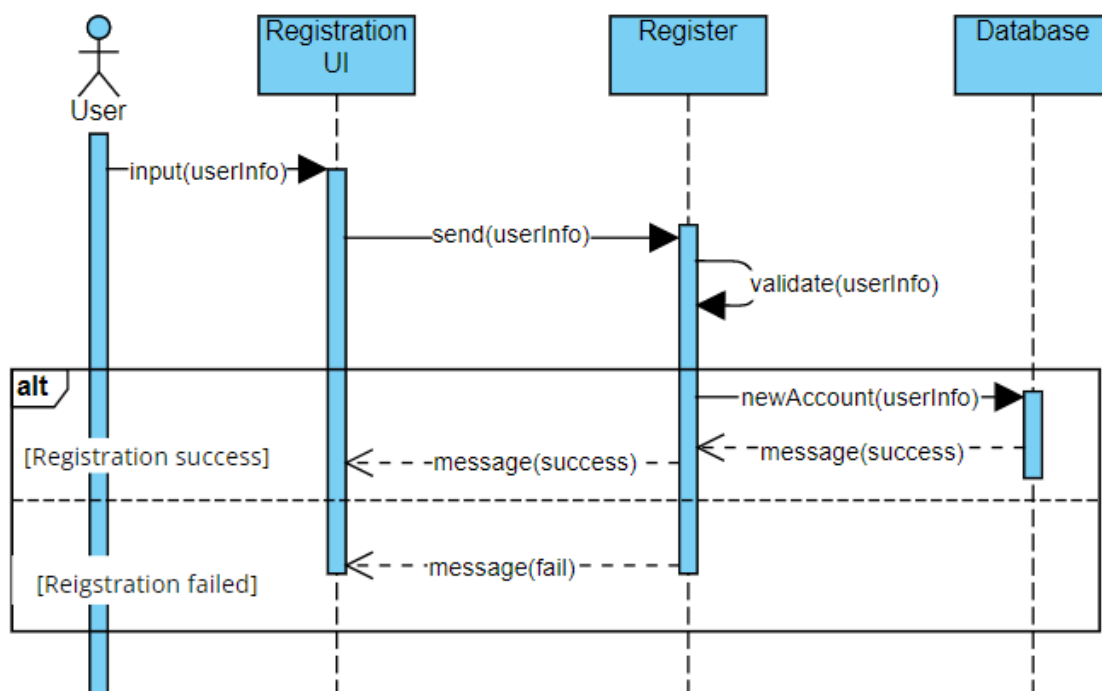 Registration
UI
Register
Database
User
input(userInfo)
send(userInfo)
validate(userInfo)
alt
newAccount(userInfo)
[Registration success]
message(success)
message(success)
[Reigstration failed]
message(fail)